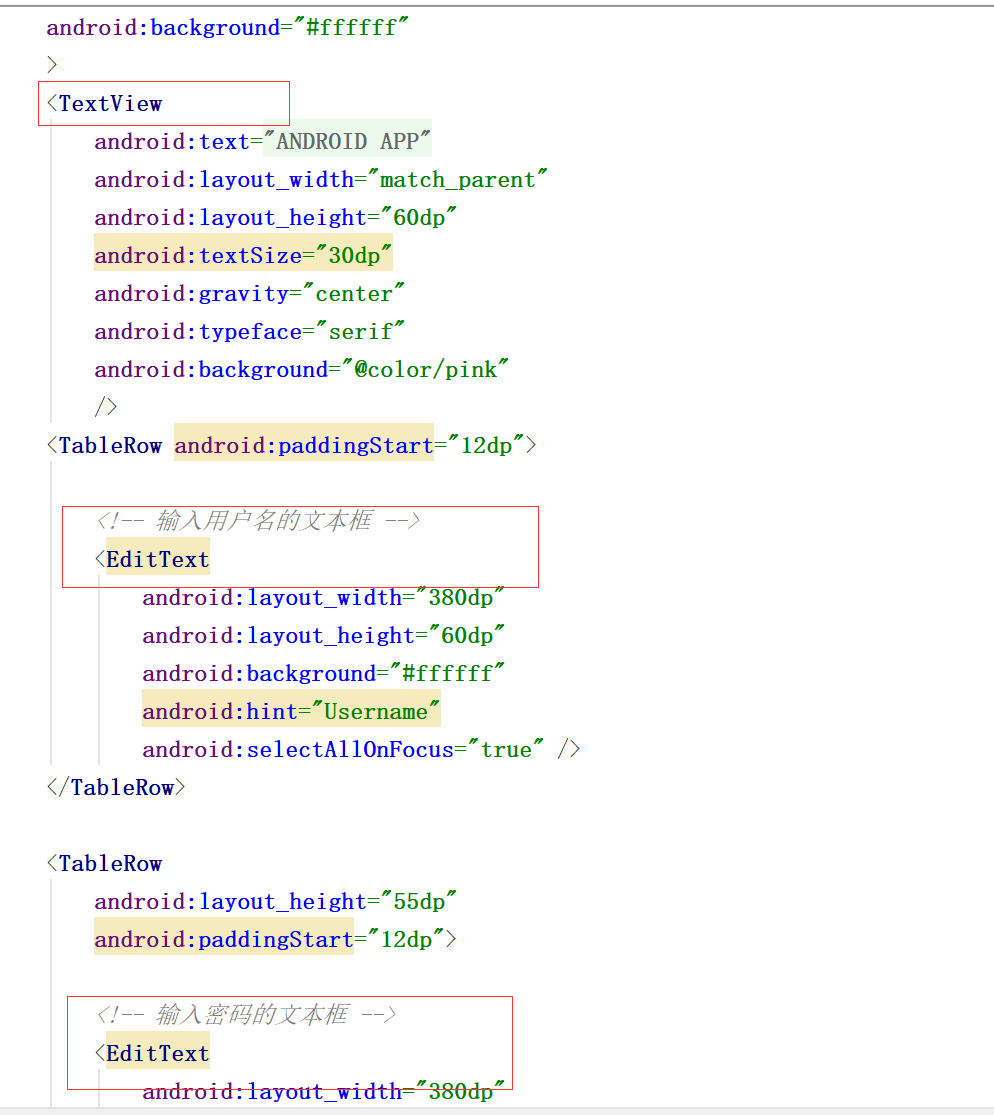 android:background="#ffffff"
>
<TextView
android:text="ANDROID APP"
android:layout_width="match_parent"
android:layout_height="60dp"
android:textSize="30dp"
android:gravity="center"
android:typeface="serif"
android:background="@color/pink"
/>
<TableRow android:paddingStart="12dp">
<!-- 输入用户名的文本框 -->
<EditText
android:layout_width="380dp"
android:layout_height="60dp"
android:background="#ffffff"
android:hint="Username"
android:selectAllOnFocus="true" />
</TableRow>
<TableRow
android:layout_height="55dp"
android:paddingStart="12dp">
<!-- 输入密码的文本框 -->
<EditText
android:layout_width="380dp"